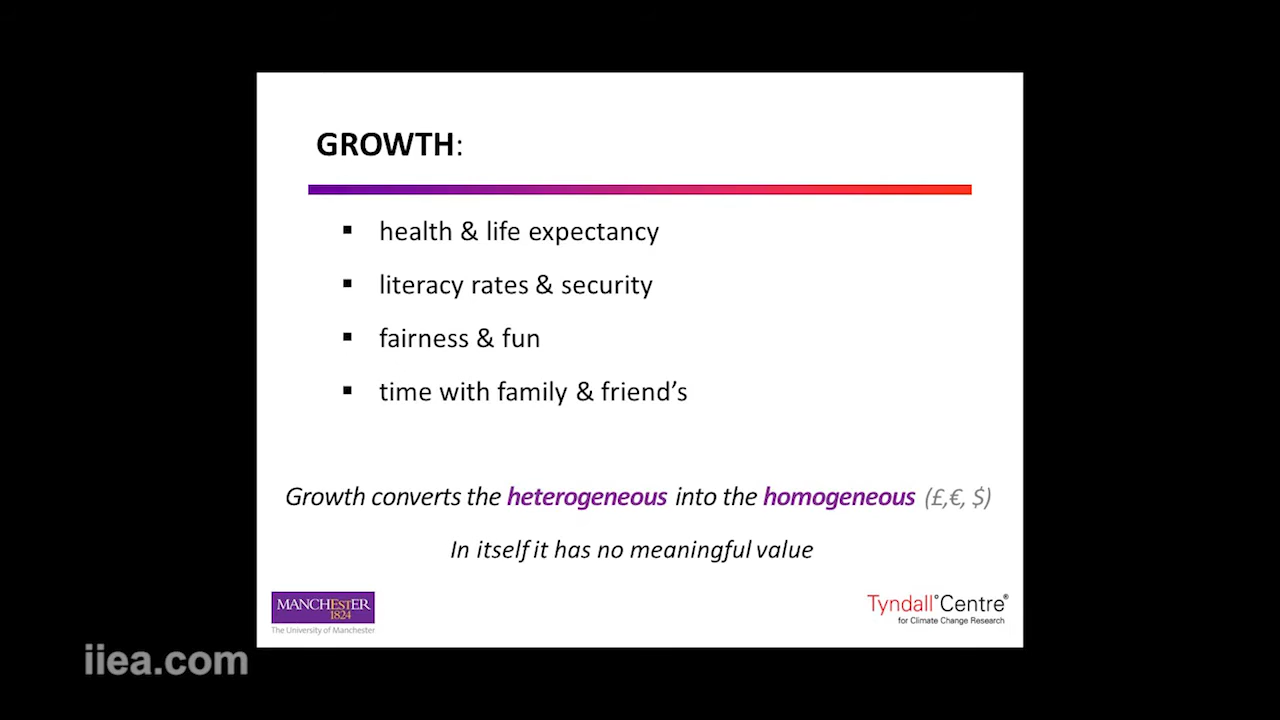 GROWTH:
▪ health & life expectancy
▪ literacy rates & security
▪ fairness & fun
▪ time with family & friend’s
Growth converts the heterogeneous into the homogeneous (£,€, $)
In itself it has no meaningful value
MANCHESTER
1824
The University of Manchester
Tyndall°Centre®
for Climate Change Research
iiea.com